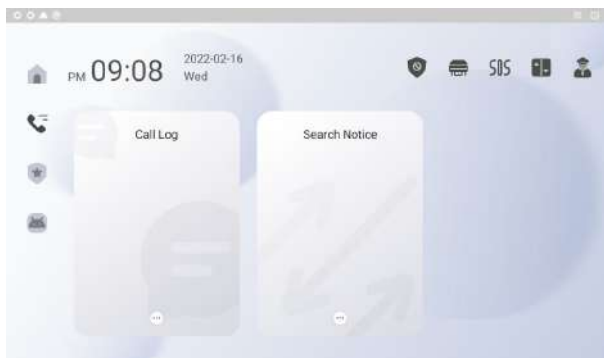 PM 09:08
2022-02-16
Wed
SOS
Call Log
Search Notice